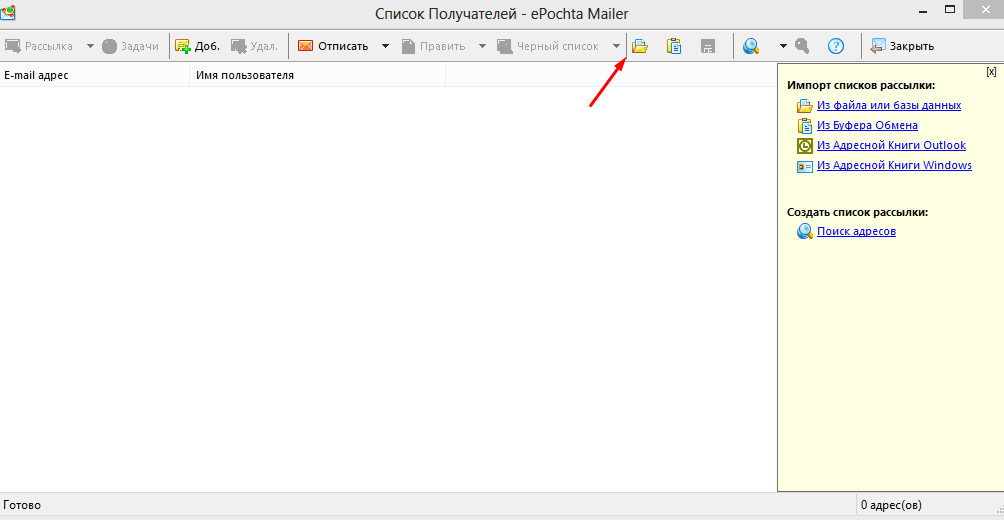 Список Получателей - ePochta Mailer
Рассылка Задачи Доб. Удал. Отписать Править Черный список Закрыть
E-mail адрес Имя пользователя
[x]
Импорт списков рассылки:
Из файла или базы данных
Из Буфера Обмена
Из Адресной Книги Outlook
Из Адресной Книги Windows
Создать список рассылки:
Поиск адресов
Готово 0 адрес(ов)